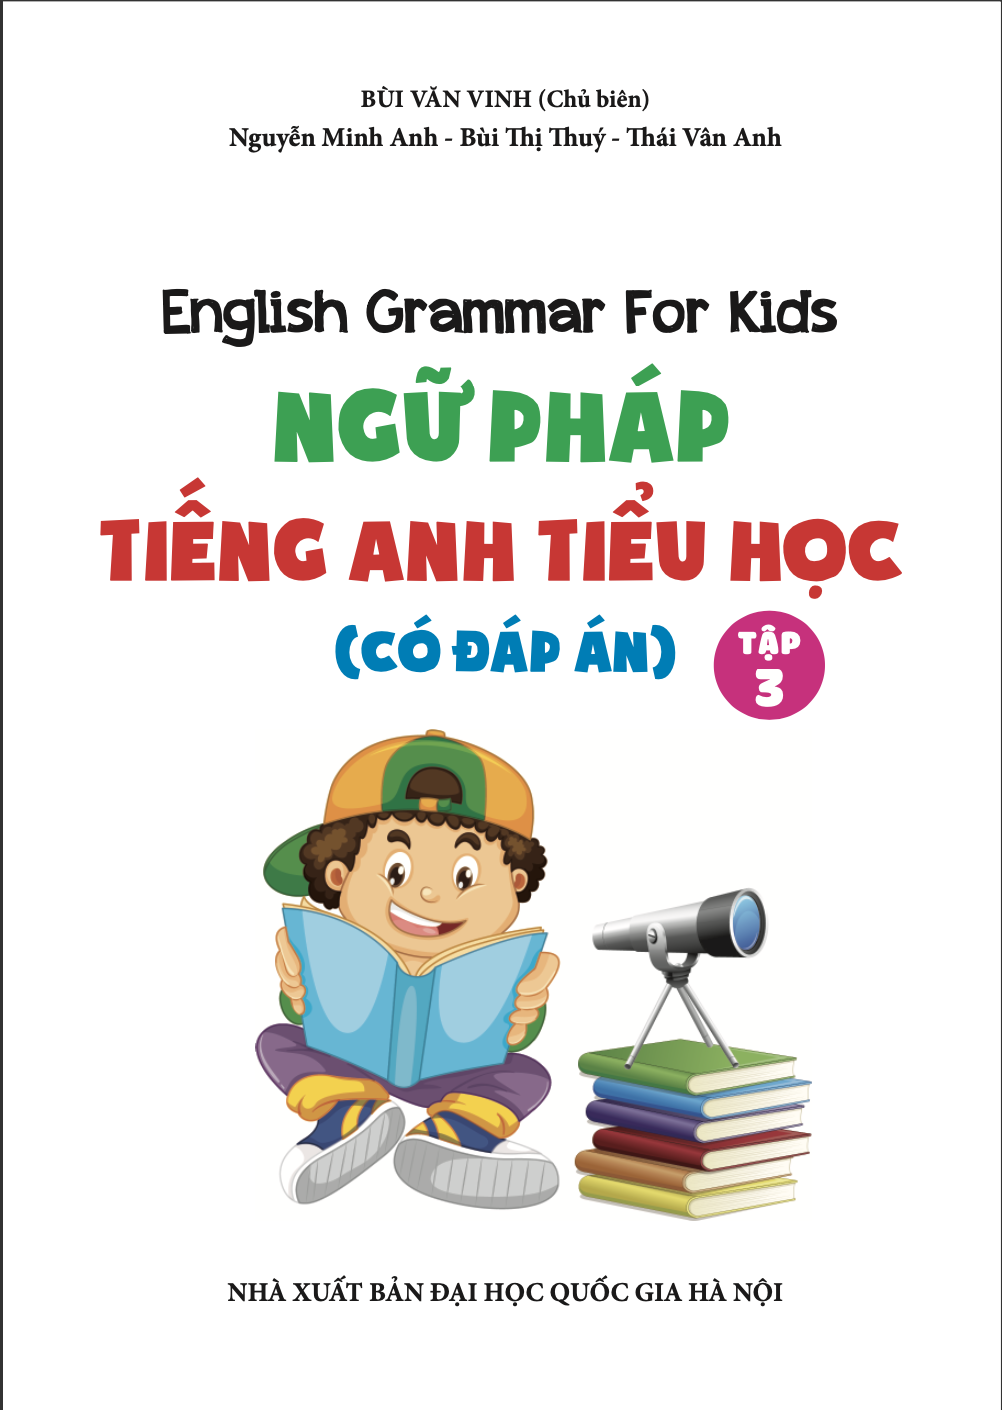 BÙI VĂN VINH (Chủ biên)
Nguyễn Minh Anh - Bùi Thị Thuý - Thái Vân Anh
English Grammar For Kids
NGỮ PHÁP
TIẾNG ANH TIỂU HỌC
(CÓ ĐÁP ÁN)
TẬP
3
NHÀ XUẤT BẢN ĐẠI HỌC QUỐC GIA HÀ NỘI